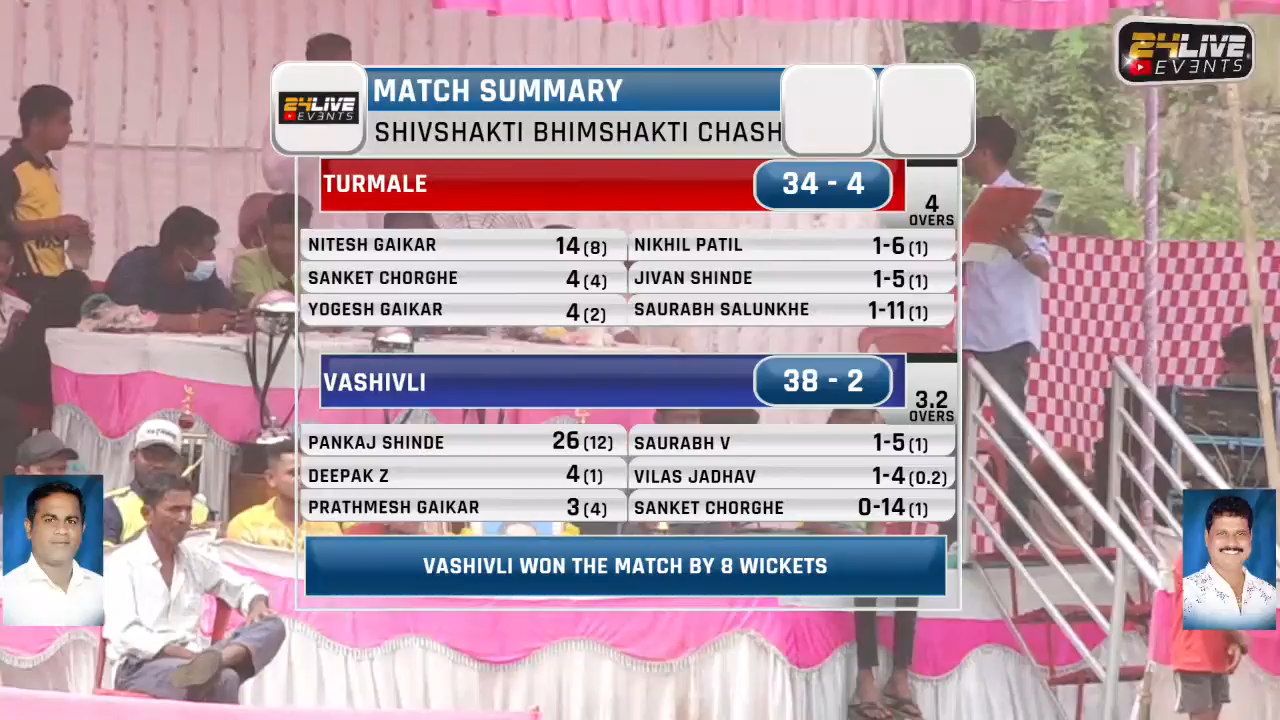 24LIVE
EVENTS
24LIVE
EVENTS
MATCH SUMMARY
SHIVSHAKTI BHIMSHAKTI CHASH
TURMALE 34 - 4
4
OVERS
NITESH GAIKAR 14 (8) NIKHIL PATIL 1-6 (1)
SANKET CHORGHE 4 (4) JIVAN SHINDE 1-5 (1)
YOGESH GAIKAR 4 (2) SAURABH SALUNKHE 1-11 (1)
VASHIVLI 38 - 2
3.2
OVERS
PANKAJ SHINDE 26 (12) SAURABH V 1-5 (1)
DEEPAK Z 4 (1) VILAS JADHAV 1-4 (0.2)
PRATHMESH GAIKAR 3 (4) SANKET CHORGHE 0-14 (1)
VASHIVLI WON THE MATCH BY 8 WICKETS